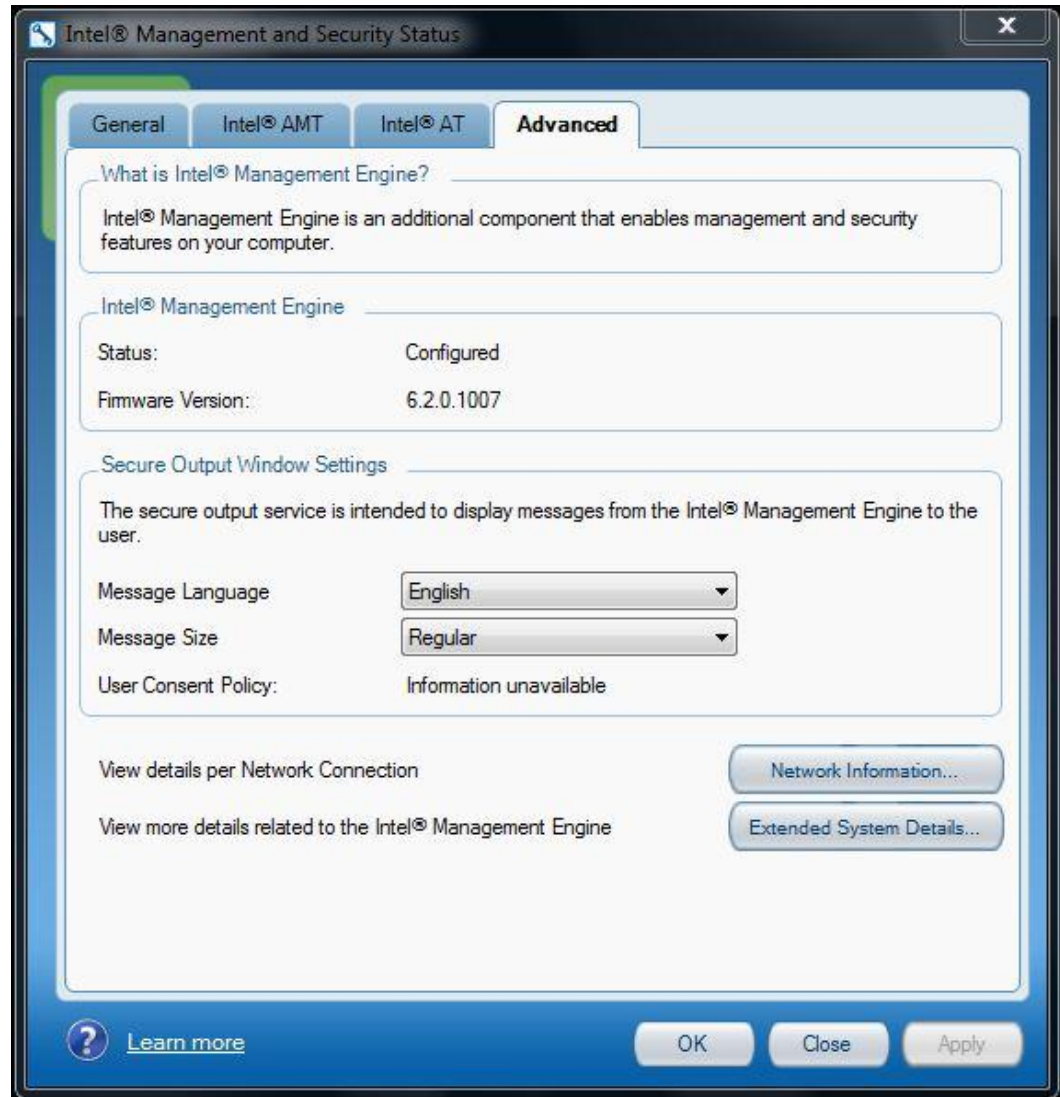 Intel® Management and Security Status
General Intel® AMT Intel® AT Advanced
What is Intel® Management Engine?
Intel® Management Engine is an additional component that enables management and security
features on your computer.
Intel® Management Engine
Status: Configured
Firmware Version: 6.2.0.1007
Secure Output Window Settings
The secure output service is intended to display messages from the Intel® Management Engine to the
user.
Message Language English
Message Size Regular
User Consent Policy: Information unavailable
View details per Network Connection Network Information...
View more details related to the Intel® Management Engine Extended System Details...
? Learn more OK Close Apply